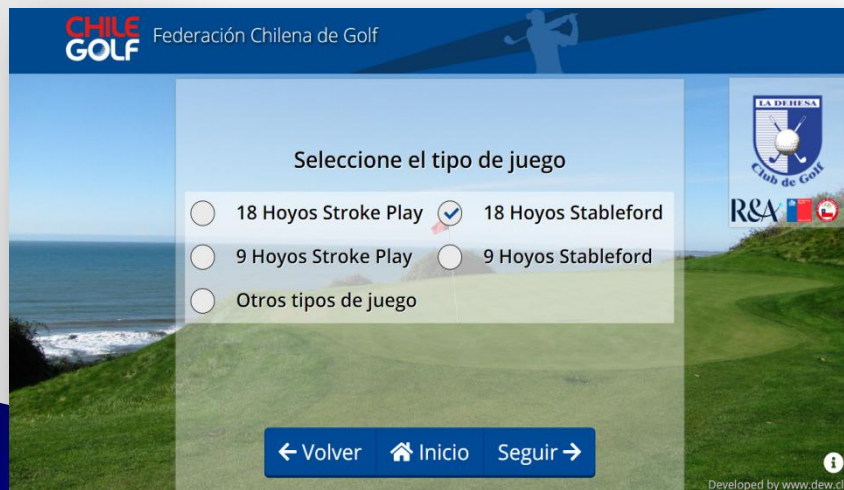 CHILE
GOLF
Federación Chilena de Golf
LA DEHESA
Club de Golf
R&A
Seleccione el tipo de juego
18 Hoyos Stroke Play
18 Hoyos Stableford
9 Hoyos Stroke Play
9 Hoyos Stableford
Otros tipos de juego
Volver
Inicio
Seguir
i
Developed by www.dew.cl